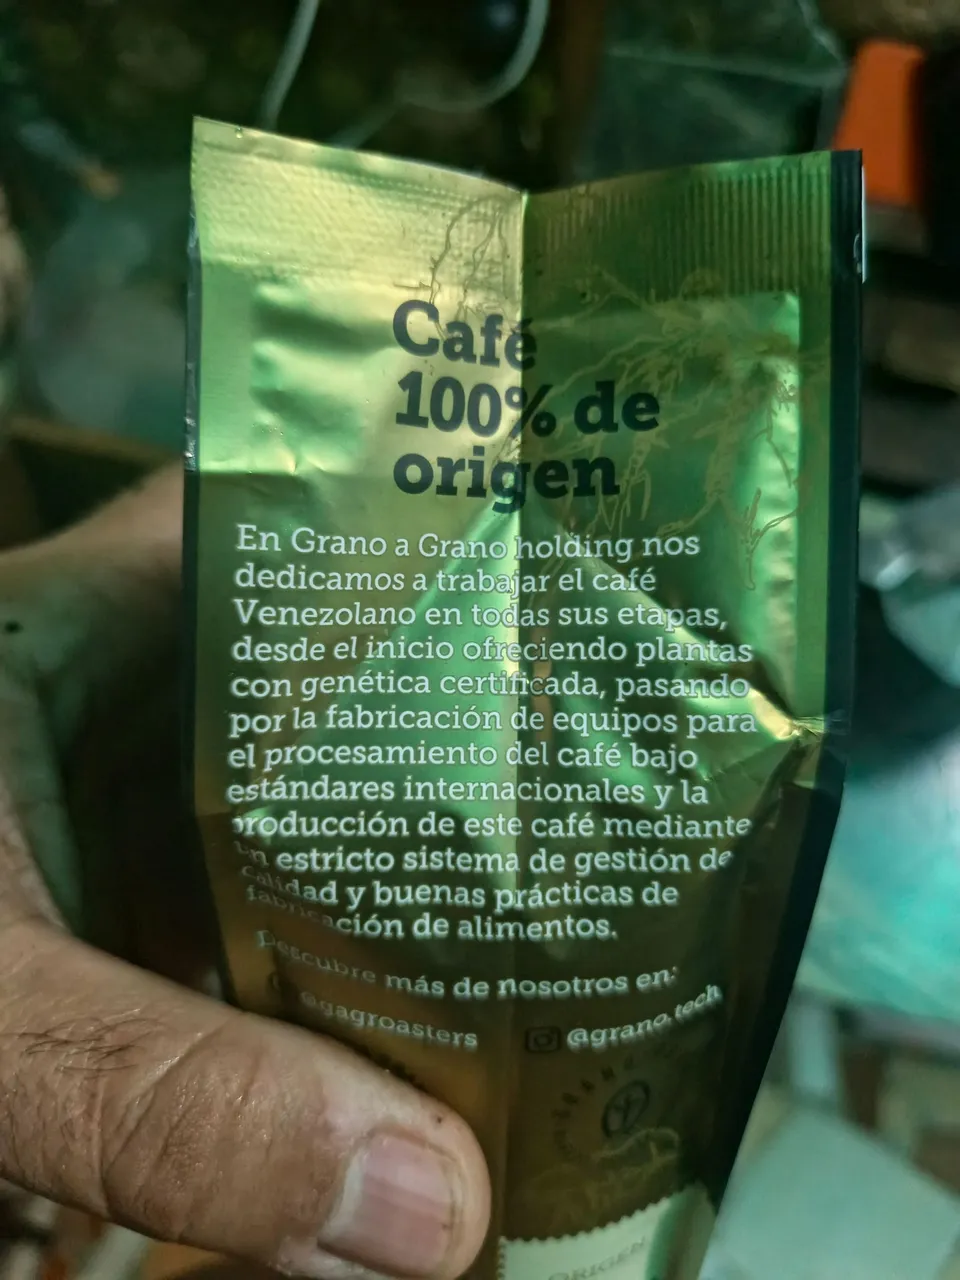 Café
100% de
origen
En Grano a Grano holding nos
dedicamos a trabajar el café
Venezolano en todas sus etapas,
desde el inicio ofreciendo plantas
con genética certificada, pasando
por la fabricación de equipos para
el procesamiento del café bajo
estándares internacionales y la
producción de este café mediante
un estricto sistema de gestión de
calidad y buenas prácticas de
fabricación de alimentos.
Descubre más de nosotros en:
@gagroasters @grano.tech
ORIGEN